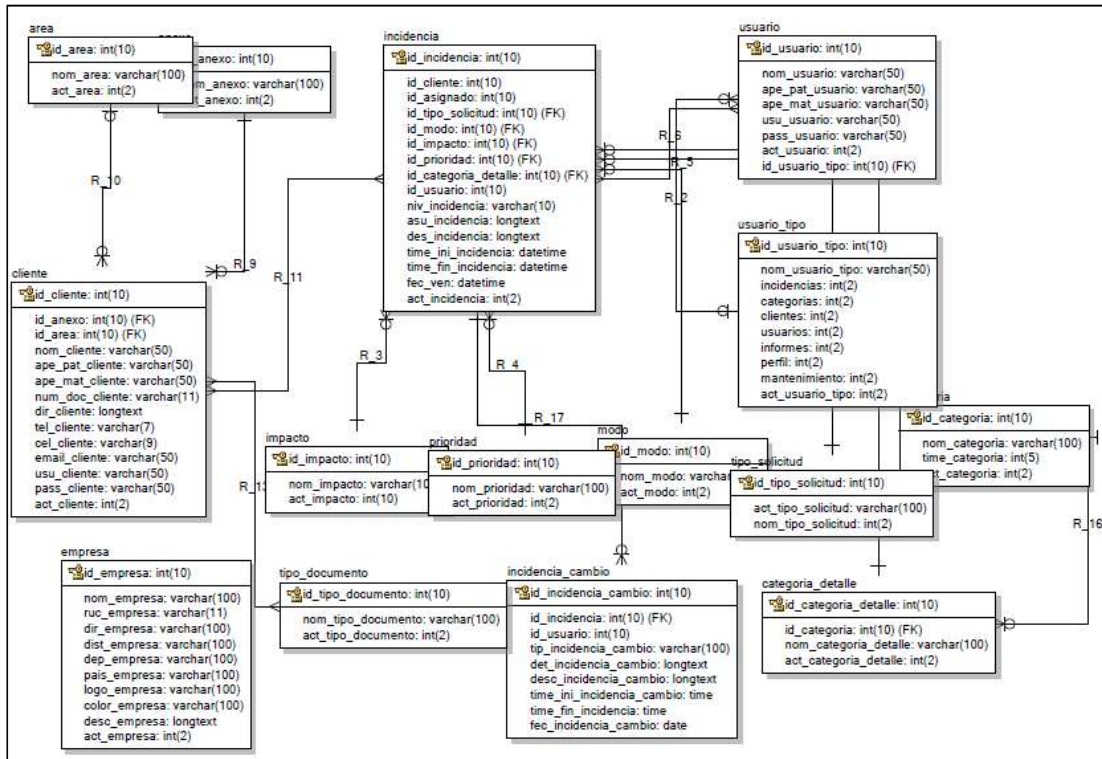 area
id_area: int(10)
nom_area: varchar(100)
act_area: int(2)
_anexo: int(10)
m_anexo: varchar(100)
t_anexo: int(2)
incidencia
id_incidencia: int(10)
id_cliente: int(10)
id_asignado: int(10)
id_tipo_solicitud: int(10) (FK)
id_modo: int(10) (FK)
id_impacto: int(10) (FK)
id_prioridad: int(10) (FK)
id_categoria_detalle: int(10) (FK)
id_usuario: int(10)
niv_incidencia: varchar(10)
asu_incidencia: longtext
des_incidencia: longtext
time_ini_incidencia: datetime
time_fin_incidencia: datetime
fec_ven: datetime
act_incidencia: int(2)
usuario
id_usuario: int(10)
nom_usuario: varchar(50)
ape_pat_usuario: varchar(50)
ape_mat_usuario: varchar(50)
usu_usuario: varchar(50)
pass_usuario: varchar(50)
act_usuario: int(2)
id_usuario_tipo: int(10) (FK)
R_6
R_5
R_2
R_10
R_9
R_11
usuario_tipo
id_usuario_tipo: int(10)
nom_usuario_tipo: varchar(50)
incidencias: int(2)
categorias: int(2)
clientes: int(2)
usuarios: int(2)
informes: int(2)
perfil: int(2)
mantenimiento: int(2)
act_usuario_tipo: int(2)
cliente
id_cliente: int(10)
id_anexo: int(10) (FK)
id_area: int(10) (FK)
nom_cliente: varchar(50)
ape_pat_cliente: varchar(50)
ape_mat_cliente: varchar(50)
num_doc_cliente: varchar(11)
dir_cliente: longtext
tel_cliente: varchar(7)
cel_cliente: varchar(9)
email_cliente: varchar(50)
usu_cliente: varchar(50)
pass_cliente: varchar(50)
act_cliente: int(2)
R_3
R_4
R_17
impacto
id_impacto: int(10)
nom_impacto: varchar(10
act_impacto: int(10)
prioridad
id_prioridad: int(10)
nom_prioridad: varchar(100)
act_prioridad: int(2)
modo
id_modo: int(10)
nom_modo: varchar
act_modo: int(2)
ria
id_categoria: int(10)
nom_categoria: varchar(100)
time_categoria: int(5)
act_categoria: int(2)
tipo_solicitud
id_tipo_solicitud: int(10)
act_tipo_solicitud: varchar(100)
nom_tipo_solicitud: int(2)
R_16
empresa
id_empresa: int(10)
nom_empresa: varchar(100)
ruc_empresa: varchar(11)
dir_empresa: varchar(100)
dist_empresa: varchar(100)
dep_empresa: varchar(100)
pais_empresa: varchar(100)
logo_empresa: varchar(100)
color_empresa: varchar(100)
desc_empresa: longtext
act_empresa: int(2)
tipo_documento
id_tipo_documento: int(10)
nom_tipo_documento: varchar(100)
act_tipo_documento: int(2)
incidencia_cambio
id_incidencia_cambio: int(10)
id_incidencia: int(10) (FK)
id_usuario: int(10)
tip_incidencia_cambio: varchar(100)
det_incidencia_cambio: longtext
desc_incidencia_cambio: longtext
time_ini_incidencia_cambio: time
time_fin_incidencia: time
fec_incidencia_cambio: date
categoria_detalle
id_categoria_detalle: int(10)
id_categoria: int(10) (FK)
nom_categoria_detalle: varchar(100)
act_categoria_detalle: int(2)